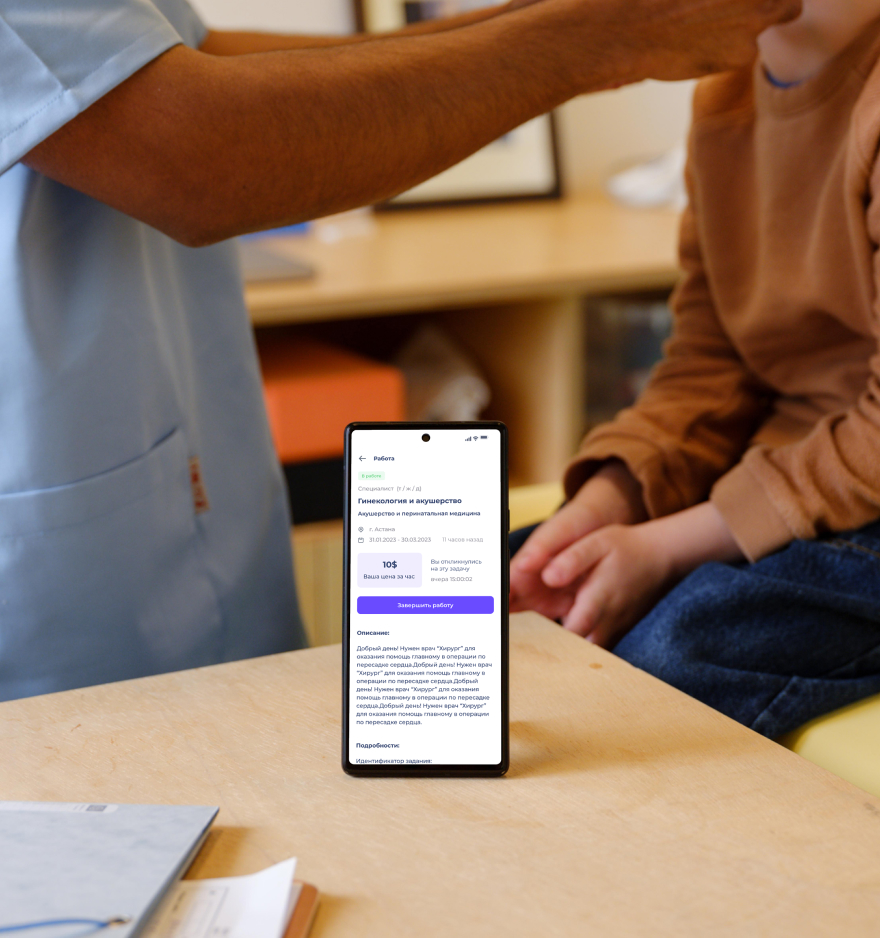 Работа
В работе
Специалист (т / ж / д)
Гинекология и акушерство
Акушерство и перинатальная медицина
г. Астана
31.01.2023 - 30.03.2023 11 часов назад
10$
Ваша цена за час
Вы откликнулись
на эту задачу
вчера 15:00:02
Завершить работу
Описание:
Добрый день! Нужен врач "Хирург" для
оказания помощь главному в операции по
пересадке сердца.Добрый день! Нужен врач
"Хирург" для оказания помощь главному в
операции по пересадке сердца.Добрый
день! Нужен врач "Хирург" для оказания
помощь главному в операции по пересадке
сердца.Добрый день! Нужен врач "Хирург"
для оказания помощь главному в операции
по пересадке сердца.
Подробности:
Идентификатор задания: